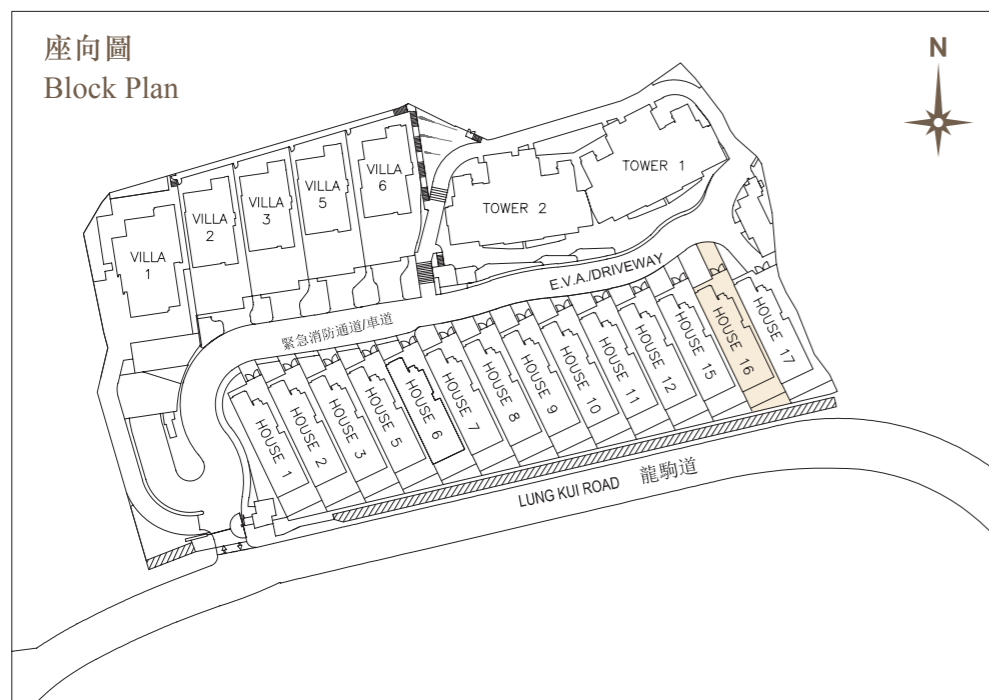 座向圖
Block Plan
N
VILLA
1
VILLA
2
VILLA
3
VILLA
5
VILLA
6
TOWER 2
TOWER 1
E.V.A./DRIVEWAY
緊急消防通道/車道
HOUSE 1
HOUSE 2
HOUSE 3
HOUSE 5
HOUSE 6
HOUSE 7
HOUSE 8
HOUSE 9
HOUSE 10
HOUSE 11
HOUSE 12
HOUSE 15
HOUSE 16
HOUSE 17
LUNG KUI ROAD 龍駒道